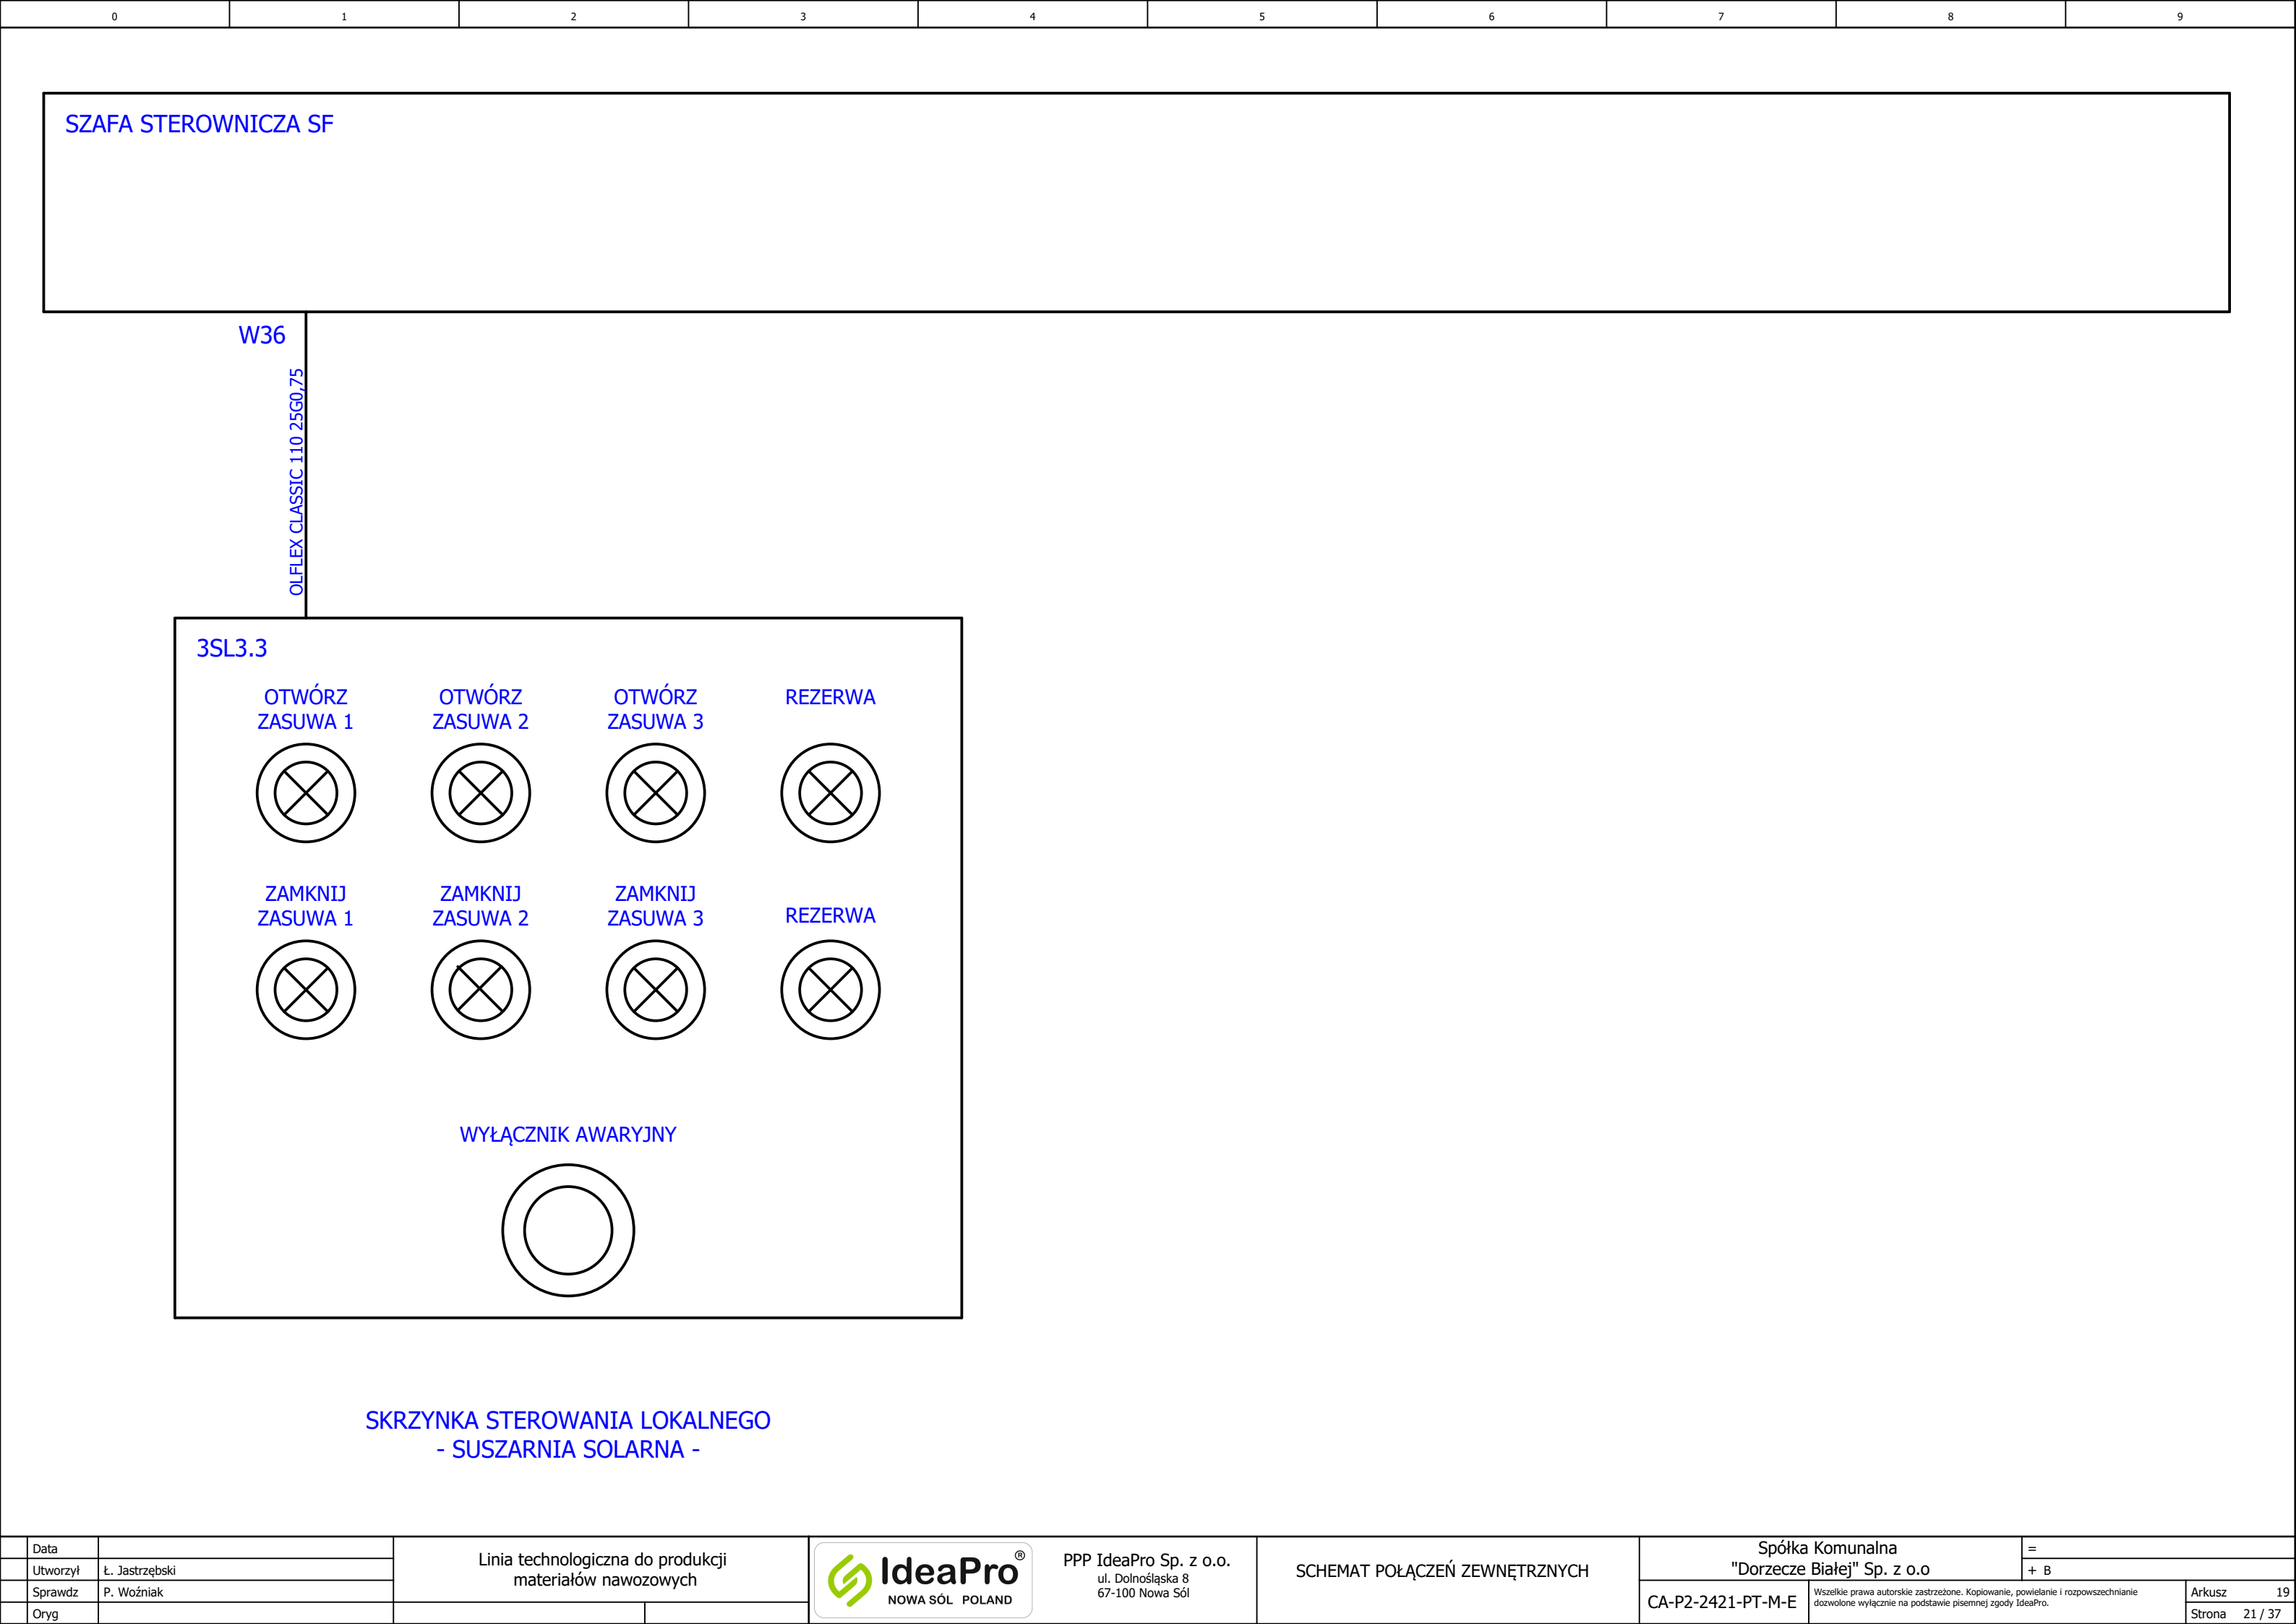 0 1 2 3 4 5 6 7 8 9
SZAFA STEROWNICZA SF
W36
OLFLEX CLASSIC 110 25G0,75
3SL3.3
OTWÓRZ OTWÓRZ OTWÓRZ REZERWA
ZASUWA 1 ZASUWA 2 ZASUWA 3
ZAMKNIJ ZAMKNIJ ZAMKNIJ
ZASUWA 1 ZASUWA 2 ZASUWA 3 REZERWA
WYŁĄCZNIK AWARYJNY
SKRZYNKA STEROWANIA LOKALNEGO
- SUSZARNIA SOLARNA -
Data
Utworzył Ł. Jastrzębski
Sprawdz P. Woźniak
Oryg
Linia technologiczna do produkcji
materiałów nawozowych
IdeaPro®
NOWA SÓL POLAND
PPP IdeaPro Sp. z o.o.
ul. Dolnośląska 8
67-100 Nowa Sól
SCHEMAT POŁĄCZEŃ ZEWNĘTRZNYCH
Spółka Komunalna
"Dorzecze Białej" Sp. z o.o
=
+ B
CA-P2-2421-PT-M-E
Wszelkie prawa autorskie zastrzeżone. Kopiowanie, powielanie i rozpowszechnianie
dozwolone wyłącznie na podstawie pisemnej zgody IdeaPro.
Arkusz 19
Strona 21 / 37